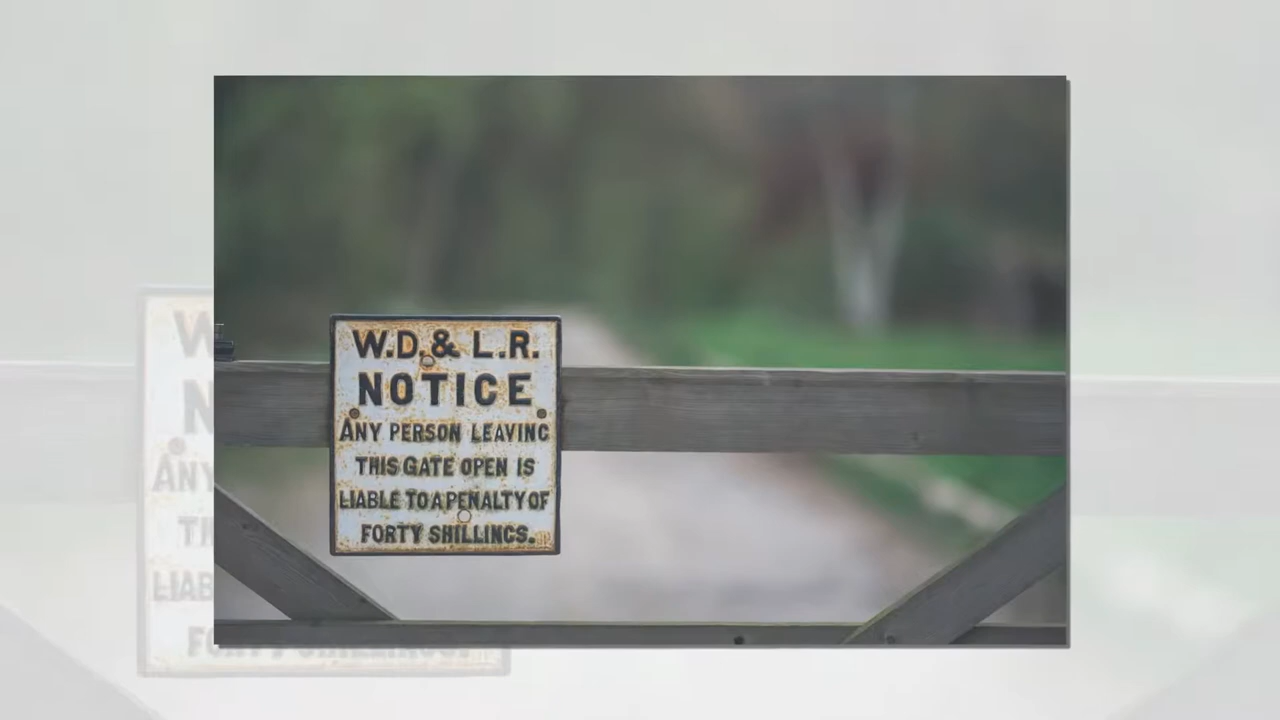 W.D. & L.R.
NOTICE
ANY PERSON LEAVING
THIS GATE OPEN IS
LIABLE TO A PENALTY OF
FORTY SHILLINGS.